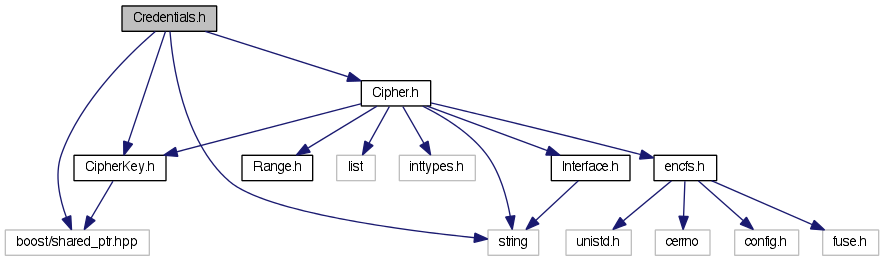 Credentials.h
Cipher.h
CipherKey.h
Range.h
list
inttypes.h
Interface.h
encfs.h
boost/shared_ptr.hpp
string
unistd.h
cerrno
config.h
fuse.h